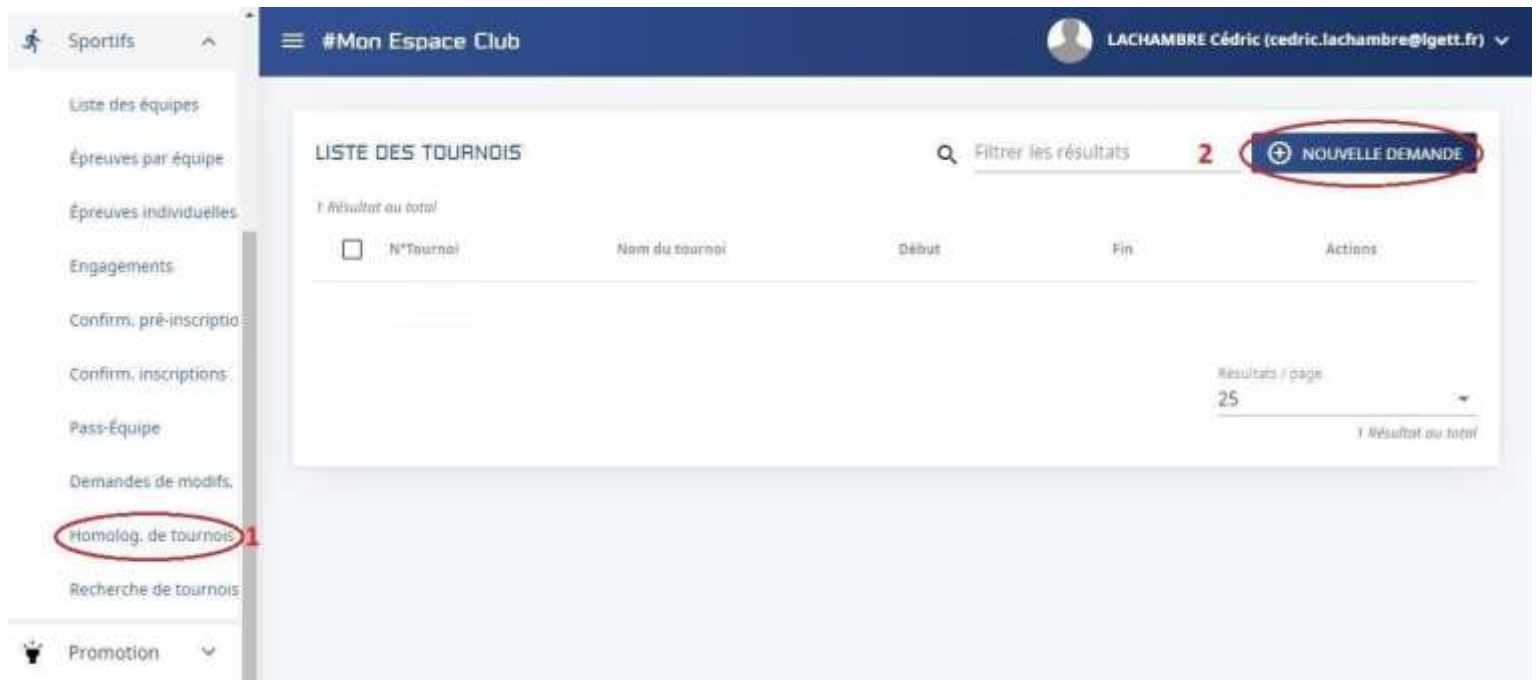 Sportifs
#Mon Espace Club
LACHAMBRE Cédric (cedric.lachambre@lgett.fr)
Liste des équipes
Épreuves par équipe
Épreuves individuelles
Engagements
Confirm. pré-inscriptio
Confirm. inscriptions
Pass-Équipe
Demandes de modifs.
Homolog. de tournois 1
Recherche de tournois
Promotion
LISTE DES TOURNOIS
Filtrer les résultats
2 NOUVELLE DEMANDE
1 Résultat au total
N°Tournoi Nom du tournoi Début Fin Actions
Résultats / page
25
1 Résultat au total